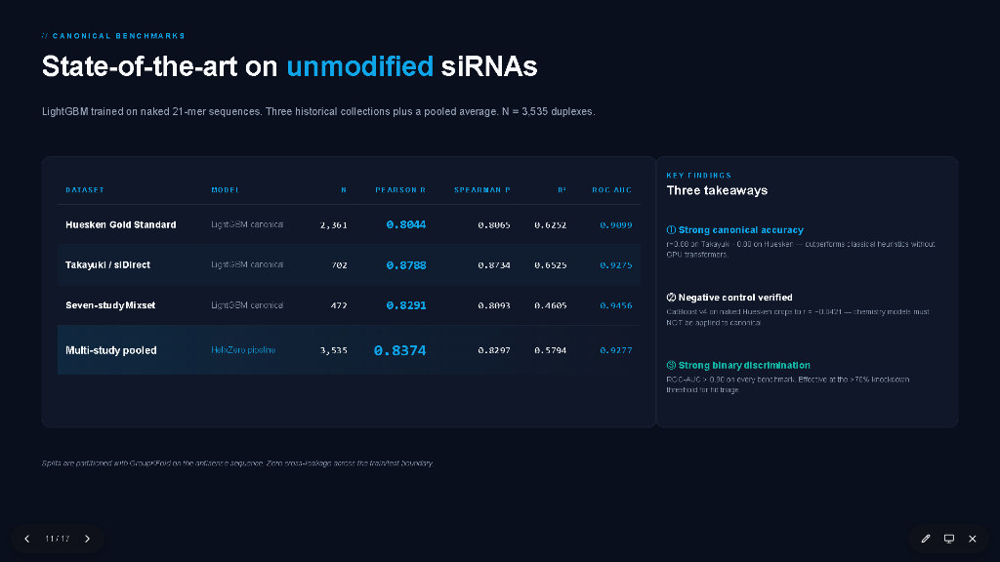 // CANONICAL BENCHMARKS
State-of-the-art on unmodified siRNAs
LightGBM trained on naked 21-mer sequences. Three historical collections plus a pooled average. N = 3,535 duplexes.
DATASET MODEL N PEARSON R SPEARMAN Ρ R² ROC AUC
Huesken Gold Standard LightGBM canonical 2,361 0.8044 0.8065 0.6252 0.9099
Takayuki / siDirect LightGBM canonical 702 0.8788 0.8734 0.6525 0.9275
Seven-study Mixset LightGBM canonical 472 0.8291 0.8093 0.4605 0.9456
Multi-study pooled HelixZero pipeline 3,535 0.8374 0.8297 0.5794 0.9277
KEY FINDINGS
Three takeaways
① Strong canonical accuracy
r=0.88 on Takayuki · 0.80 on Huesken — outperforms classical heuristics without
GPU transformers.
② Negative control verified
CatBoost v4 on naked Huesken drops to r = −0.0421 — chemistry models must
NOT be applied to canonical
③ Strong binary discrimination
ROC-AUC > 0.90 on every benchmark. Effective at the >70% knockdown
threshold for hit triage
Splits are partitioned with GroupKFold on the antisense sequence. Zero cross-leakage across the train/test boundary
11 / 17